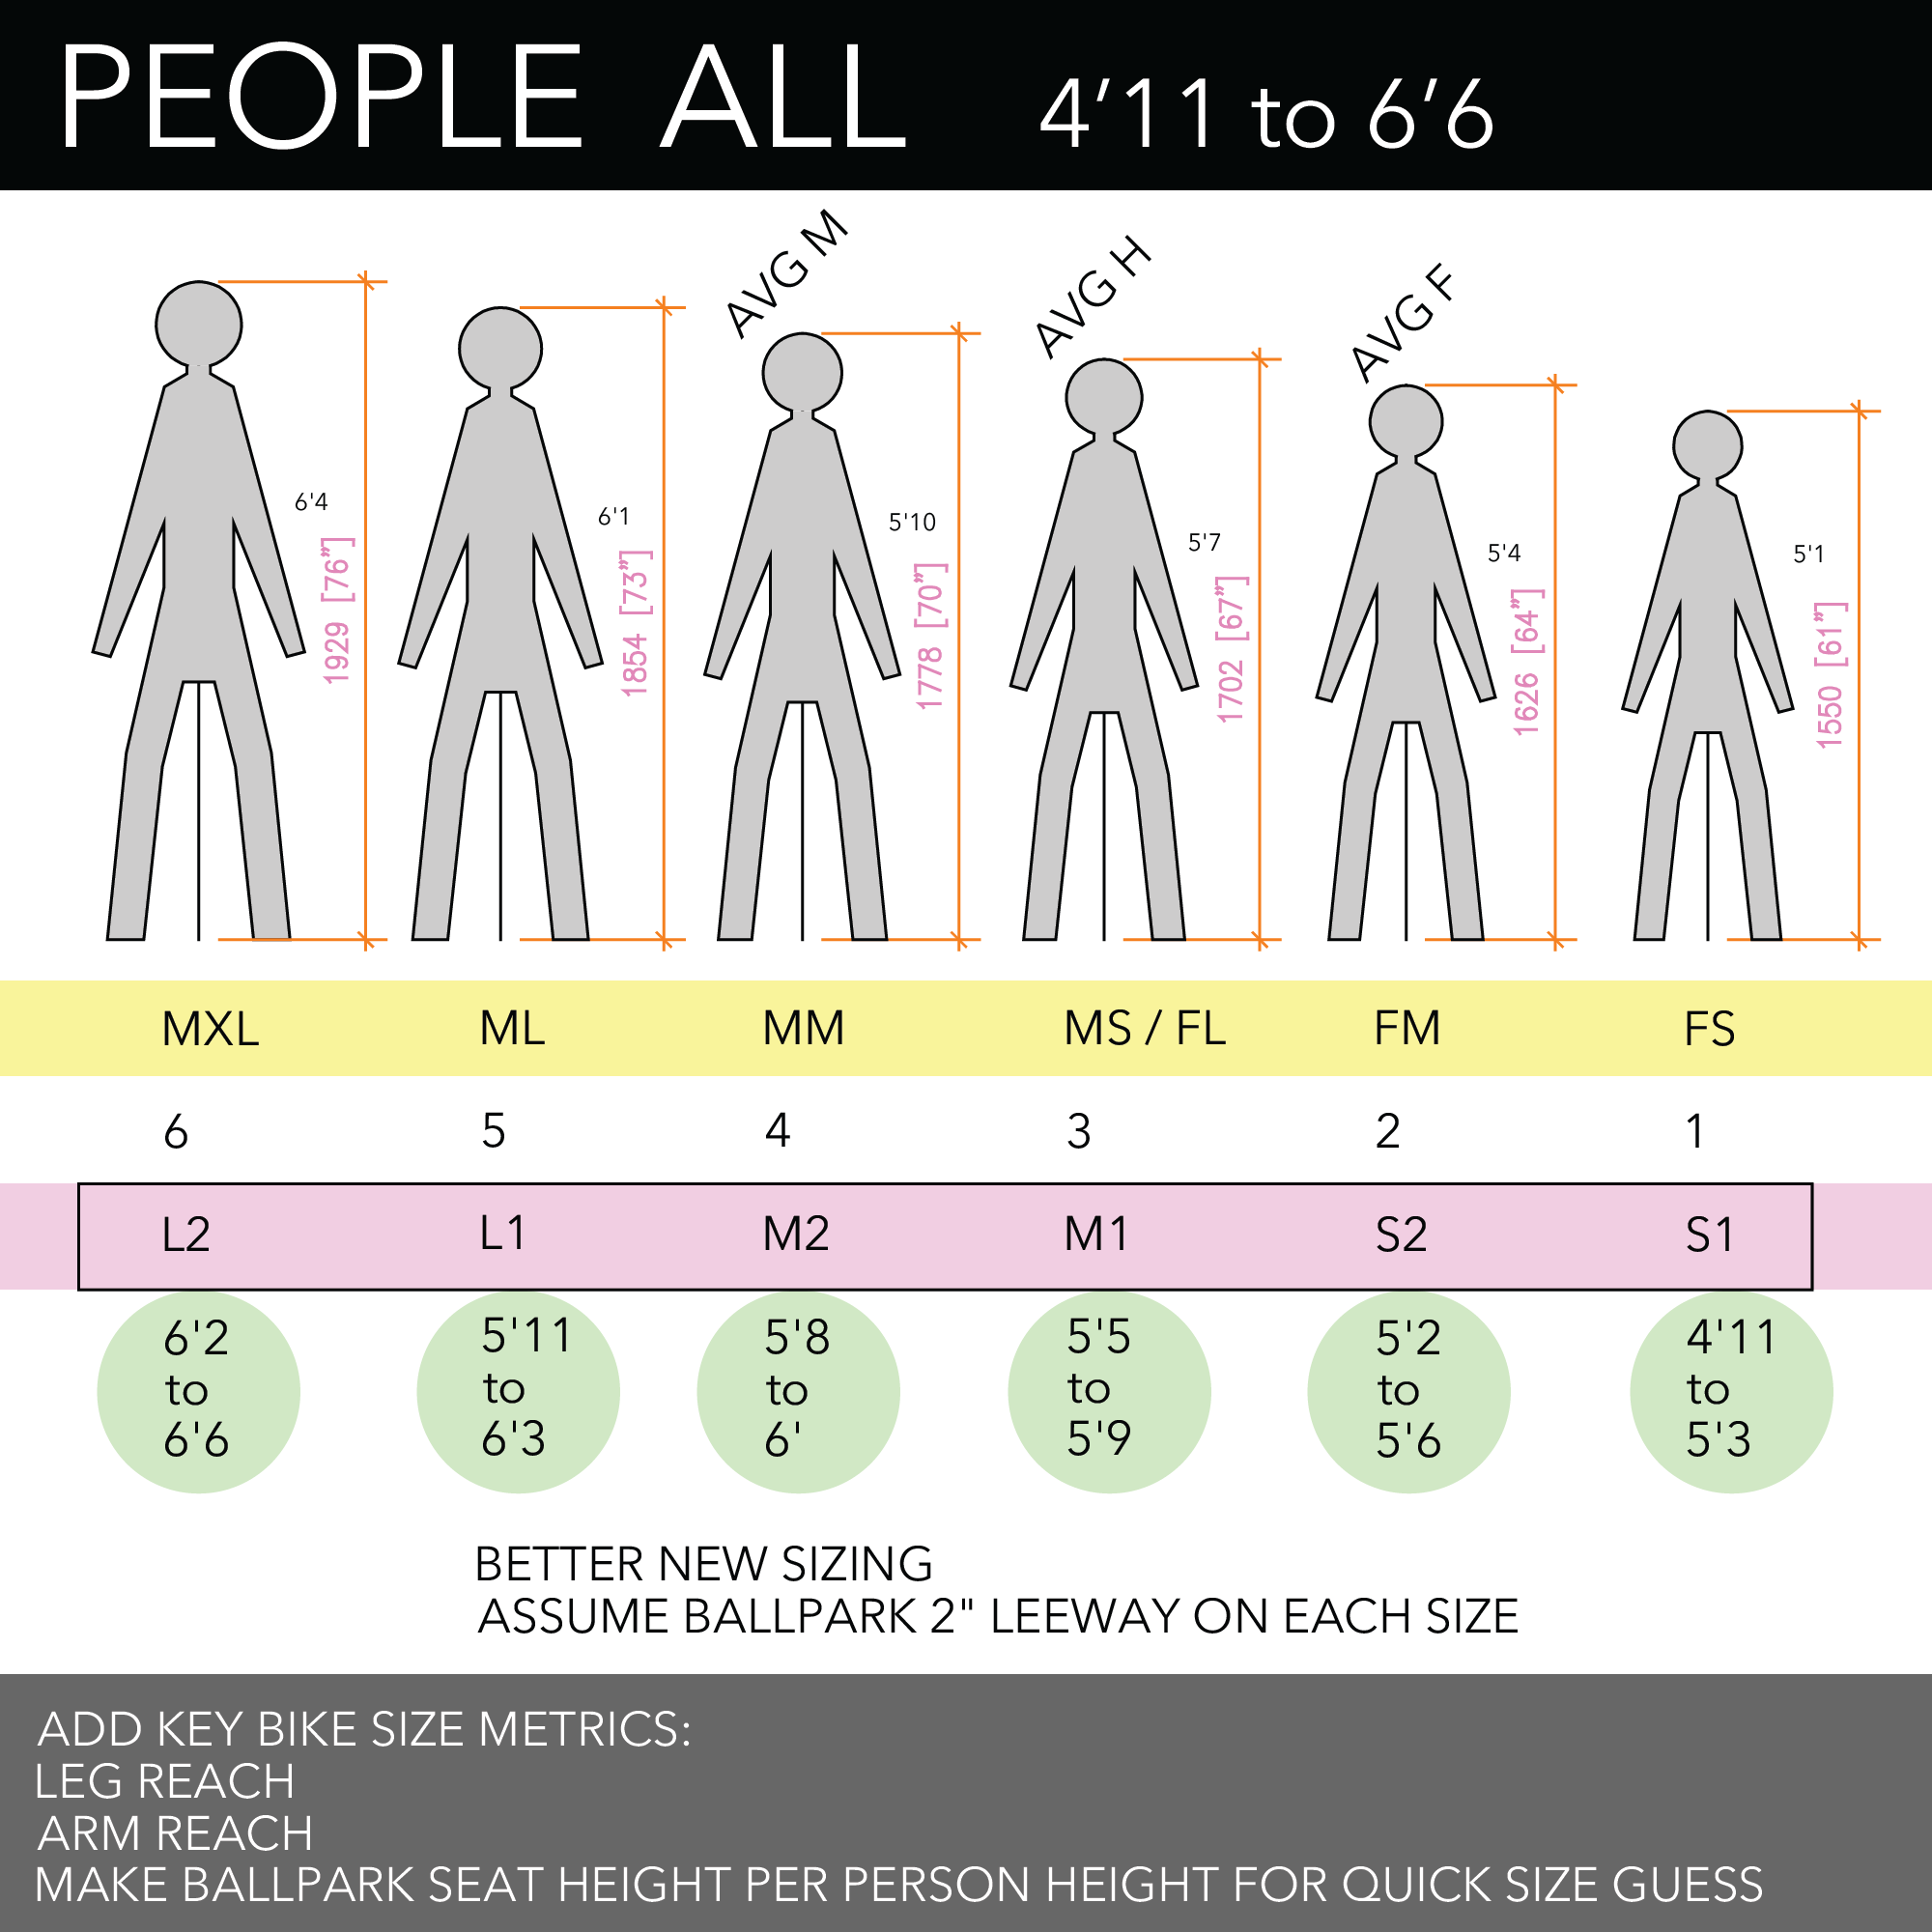 PEOPLE ALL 4’11 to 6’6
AVG M
AVG H
AVG F
6'4
1929 [76”]
6'1
1854 [73”]
5'10
1778 [70”]
5'7
1702 [67”]
5'4
1626 [64”]
5'1
1550 [61”]
MXL ML MM MS / FL FM FS
6 5 4 3 2 1
L2 L1 M2 M1 S2 S1
6'2 5'11 5'8 5'5 5'2 4'11
to to to to to to
6'6 6'3 6' 5'9 5'6 5'3
BETTER NEW SIZING
ASSUME BALLPARK 2" LEEWAY ON EACH SIZE
ADD KEY BIKE SIZE METRICS:
LEG REACH
ARM REACH
MAKE BALLPARK SEAT HEIGHT PER PERSON HEIGHT FOR QUICK SIZE GUESS